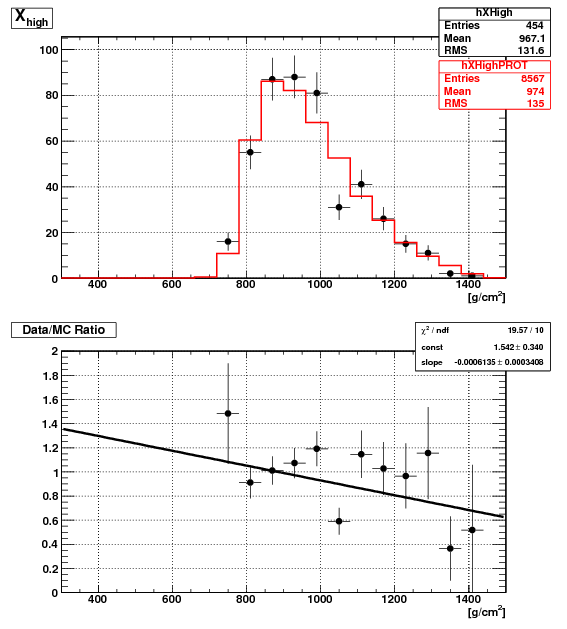 X high
hXHigh
Entries 454
Mean 967.1
RMS 131.6
hXHighPROT
Entries 8567
Mean 974
RMS 135
100
80
60
40
20
0
400 600 800 1000 1200 1400
[g/cm²]
Data/MC Ratio
χ² / ndf 19.57 / 10
const 1.542 ± 0.340
slope -0.0006135 ± 0.0003408
2
1.8
1.6
1.4
1.2
1
0.8
0.6
0.4
0.2
0
400 600 800 1000 1200 1400
[g/cm²]